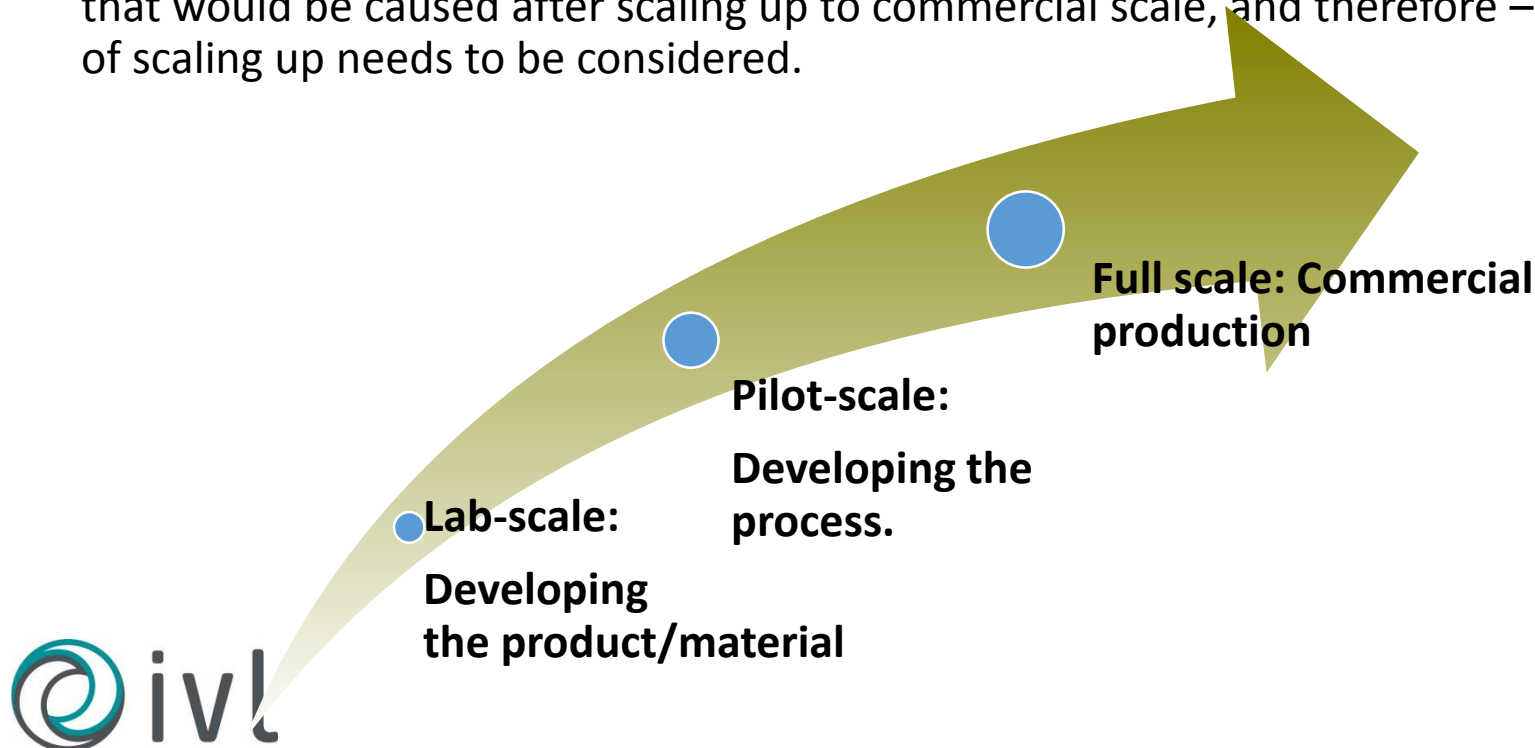 that would be caused after scaling up to commercial scale, and therefore –
of scaling up needs to be considered.
Full scale: Commercial
production
Pilot-scale:
Developing the
process.
Lab-scale:
Developing
the product/material
ivl